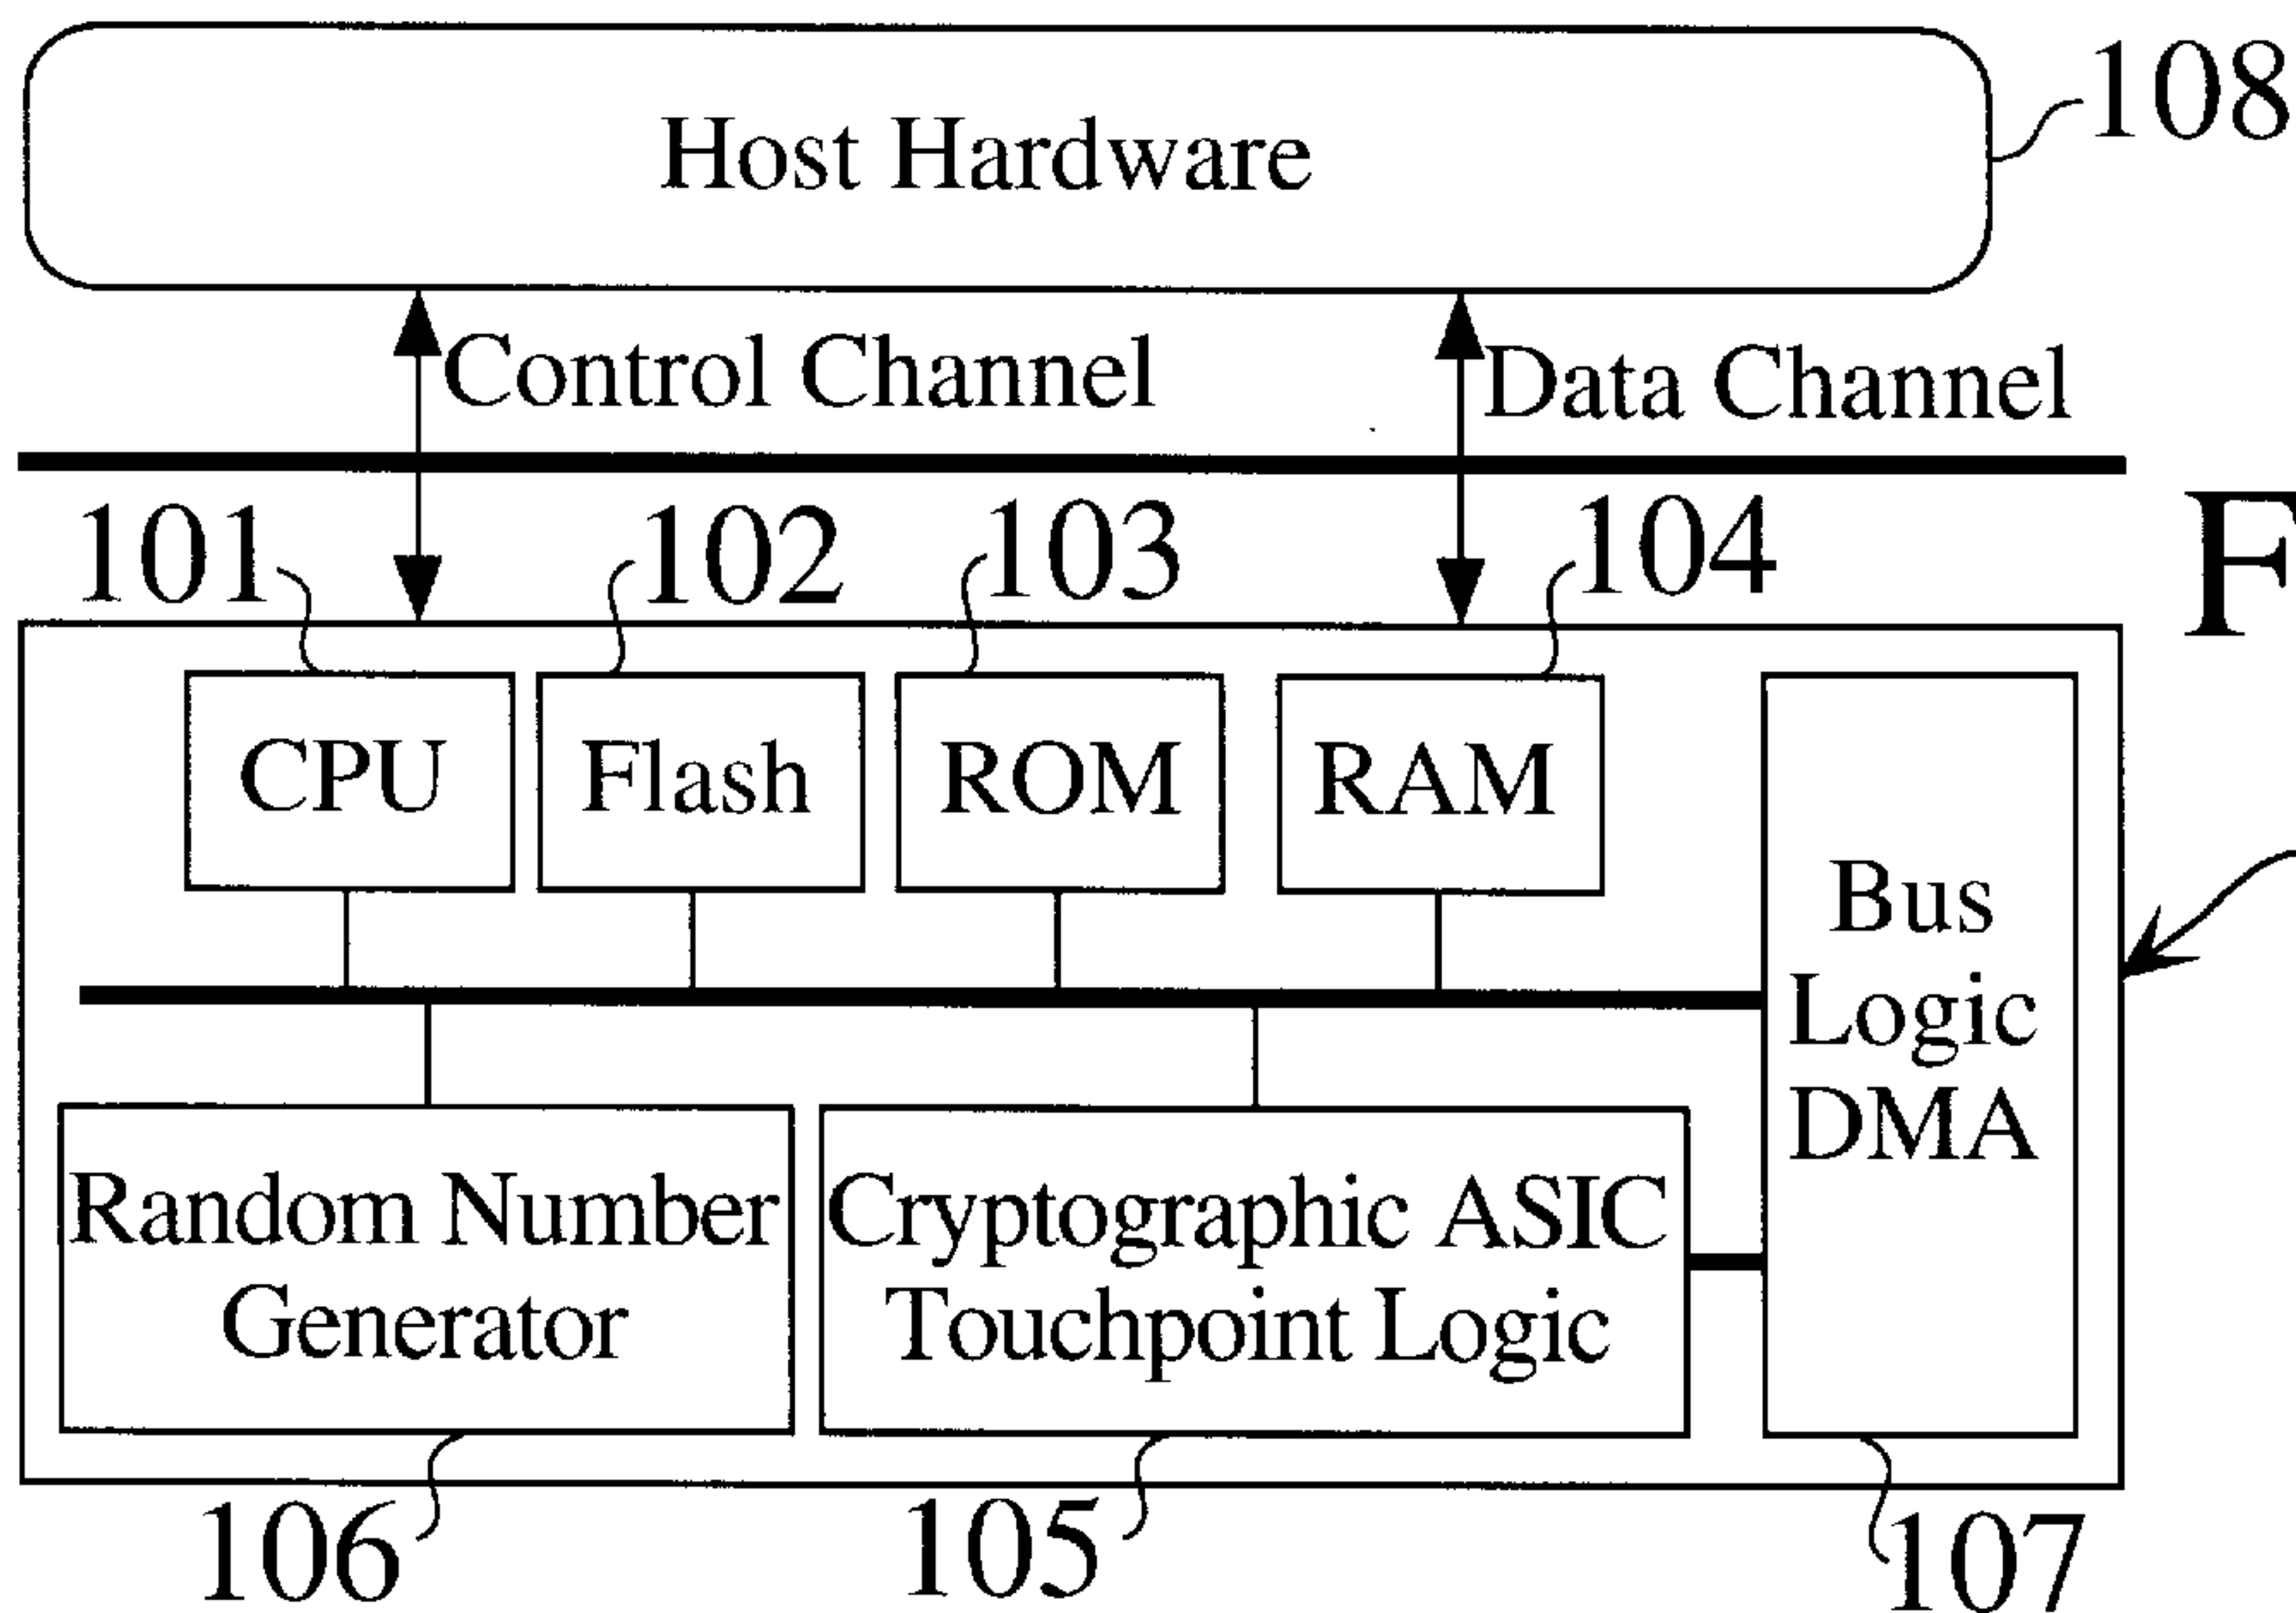 Host Hardware
108
Control Channel
Data Channel
101
102
103
104
F
CPU
Flash
ROM
RAM
Bus
Logic
DMA
Random Number
Generator
Cryptographic ASIC
Touchpoint Logic
106
105
107